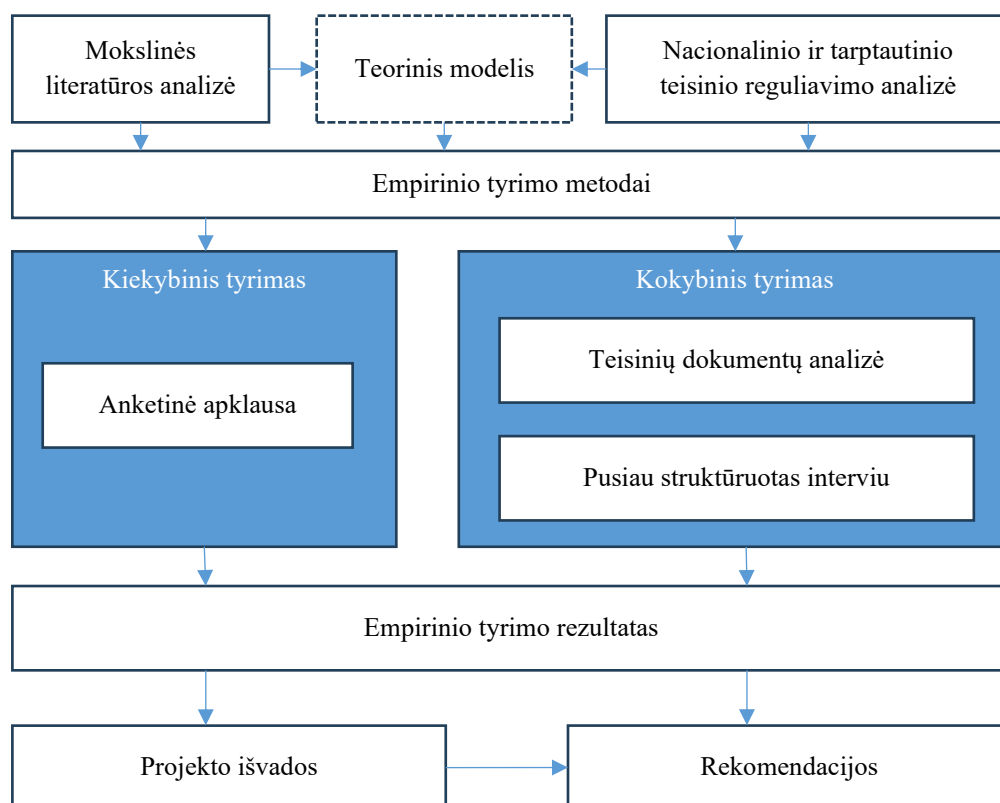 Mokslinės
literatūros analizė
Teorinis modelis
Nacionalinio ir tarptautinio
teisinio reguliavimo analizė
Empirinio tyrimo metodai
Kiekybinis tyrimas
Anketinė apklausa
Kokybinis tyrimas
Teisinių dokumentų analizė
Pusiau struktūruotas interviu
Empirinio tyrimo rezultatas
Projekto išvados
Rekomendacijos